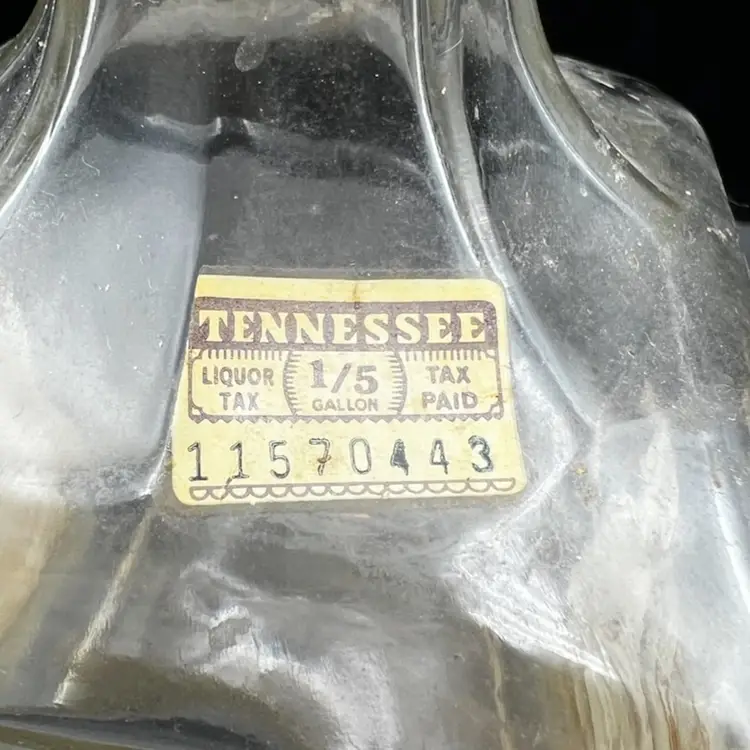 TENNESSEE
LIQUOR TAX
1/5 GALLON
TAX PAID
11570443